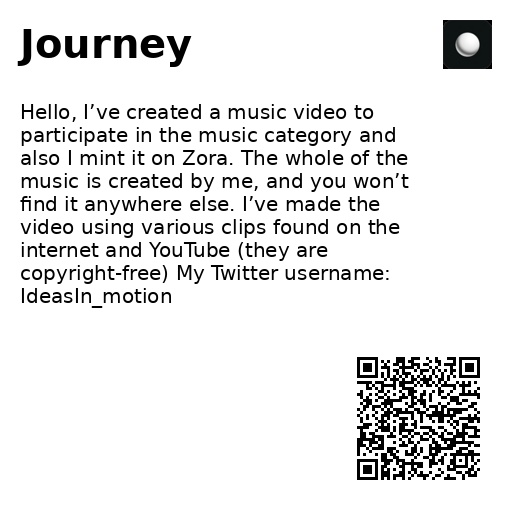 Journey
Hello, I’ve created a music video to
participate in the music category and
also I mint it on Zora. The whole of the
music is created by me, and you won’t
find it anywhere else. I’ve made the
video using various clips found on the
internet and YouTube (they are
copyright-free) My Twitter username:
IdeasIn_motion